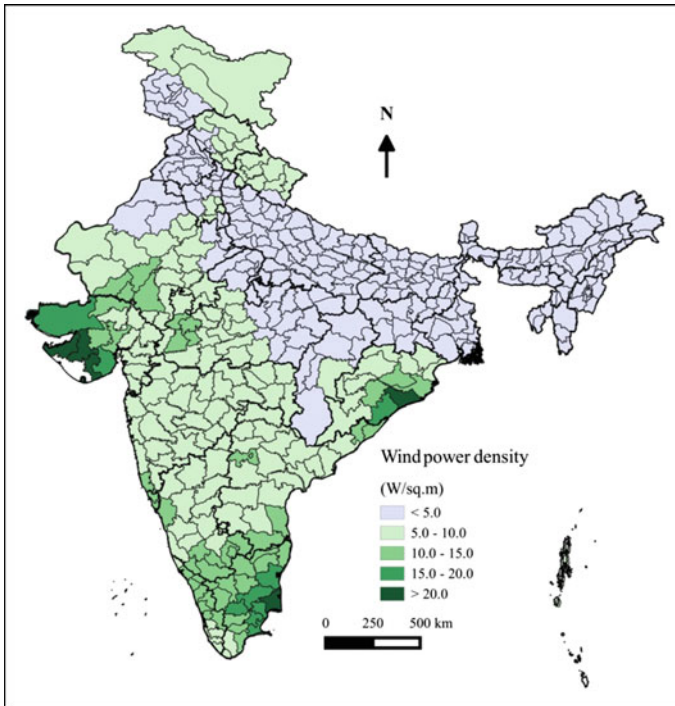 N
Wind power density
(W/sq.m)
< 5.0
5.0 - 10.0
10.0 - 15.0
15.0 - 20.0
> 20.0
0 250 500 km